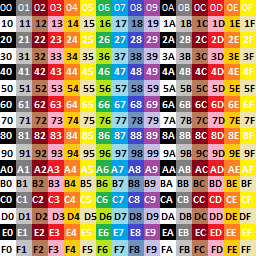 00 01 02 03 04 05 06 07 08 09 0A 0B 0C 0D 0E 0F
10 11 12 13 14 15 16 17 18 19 1A 1B 1C 1D 1E 1F
20 21 22 23 24 25 26 27 28 29 2A 2B 2C 2D 2E 2F
30 31 32 33 34 35 36 37 38 39 3A 3B 3C 3D 3E 3F
40 41 42 43 44 45 46 47 48 49 4A 4B 4C 4D 4E 4F
50 51 52 53 54 55 56 57 58 59 5A 5B 5C 5D 5E 5F
60 61 62 63 64 65 66 67 68 69 6A 6B 6C 6D 6E 6F
70 71 72 73 74 75 76 77 78 79 7A 7B 7C 7D 7E 7F
80 81 82 83 84 85 86 87 88 89 8A 8B 8C 8D 8E 8F
90 91 92 93 94 95 96 97 98 99 9A 9B 9C 9D 9E 9F
A0 A1 A2 A3 A4 A5 A6 A7 A8 A9 AA AB AC AD AE AF
B0 B1 B2 B3 B4 B5 B6 B7 B8 B9 BA BB BC BD BE BF
C0 C1 C2 C3 C4 C5 C6 C7 C8 C9 CA CB CC CD CE CF
D0 D1 D2 D3 D4 D5 D6 D7 D8 D9 DA DB DC DD DE DF
E0 E1 E2 E3 E4 E5 E6 E7 E8 E9 EA EB EC ED EE EF
F0 F1 F2 F3 F4 F5 F6 F7 F8 F9 FA FB FC FD FE FF